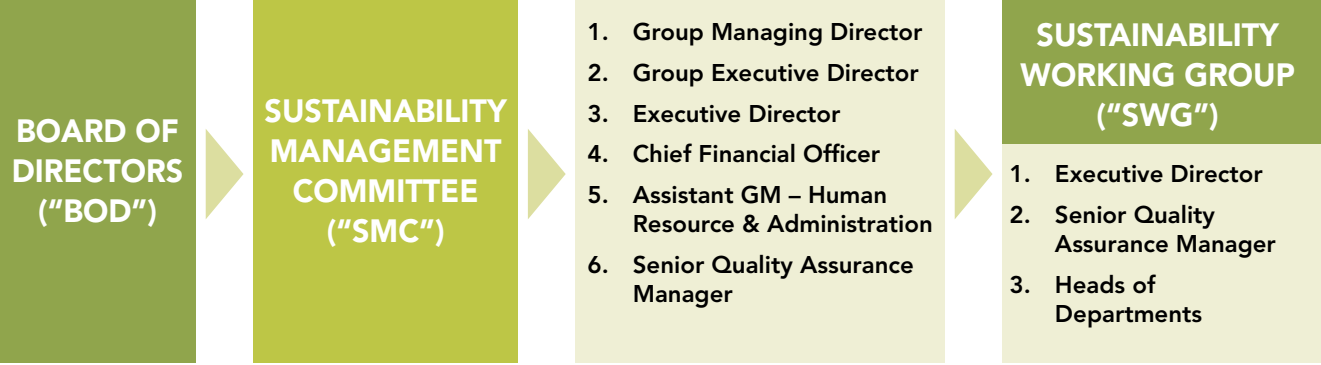 BOARD OF
DIRECTORS
(“BOD”)
SUSTAINABILITY
MANAGEMENT
COMMITTEE
(“SMC”)
1. Group Managing Director
2. Group Executive Director
3. Executive Director
4. Chief Financial Officer
5. Assistant GM – Human
Resource & Administration
6. Senior Quality Assurance
Manager
SUSTAINABILITY
WORKING GROUP
(“SWG”)
1. Executive Director
2. Senior Quality
Assurance Manager
3. Heads of
Departments